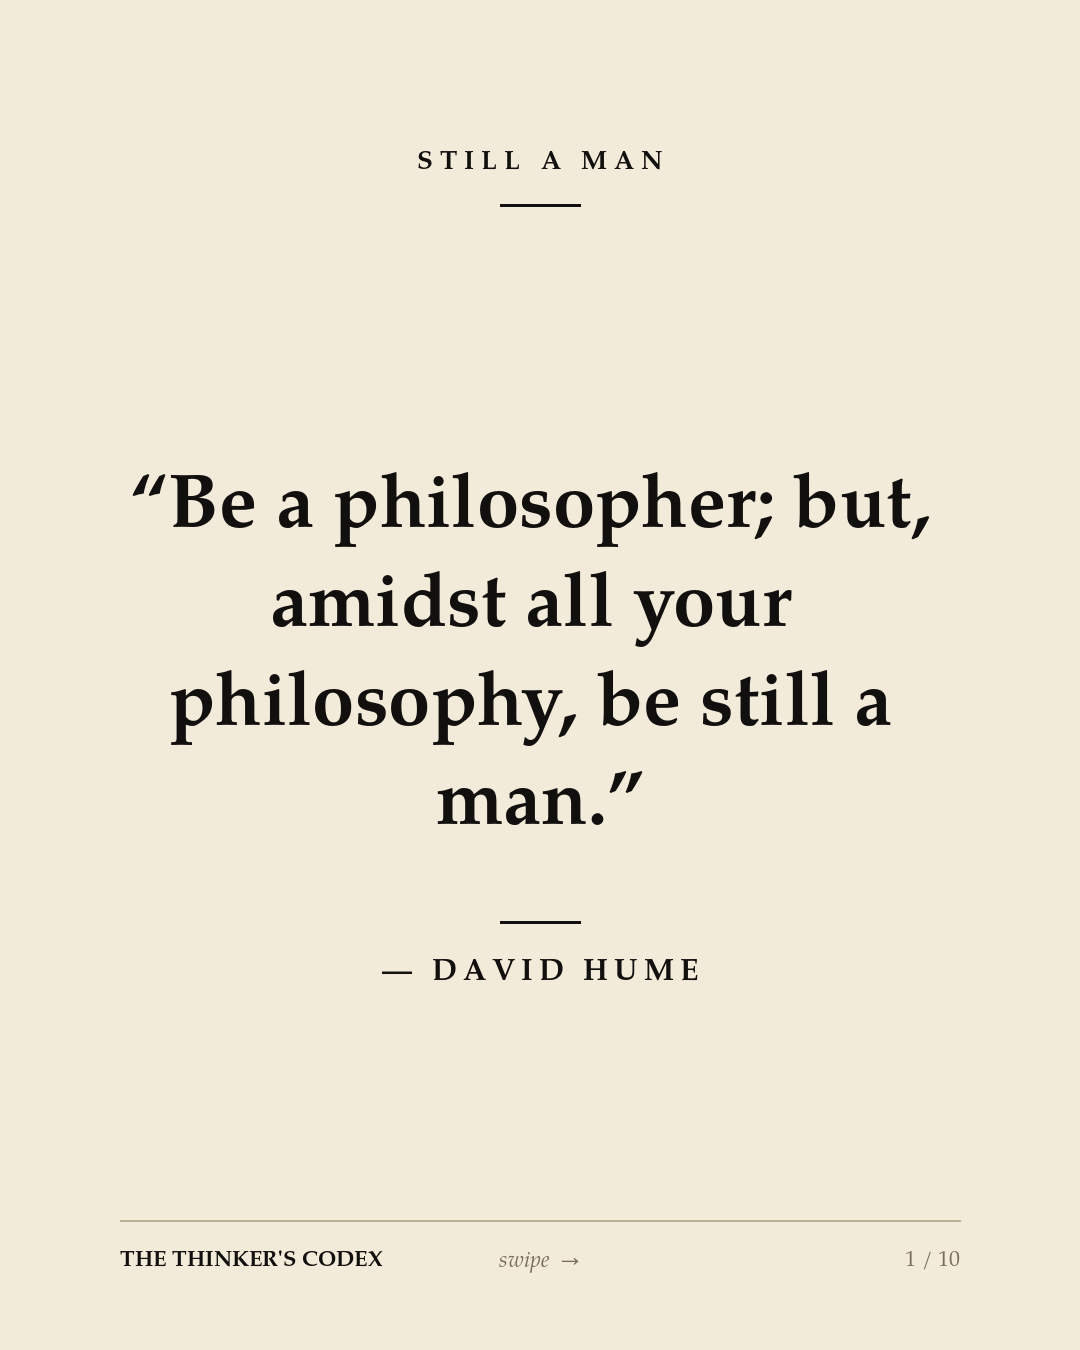 STILL A MAN
“Be a philosopher; but,
amidst all your
philosophy, be still a
man.”
— DAVID HUME
THE THINKER'S CODEX
swipe →
1 / 10